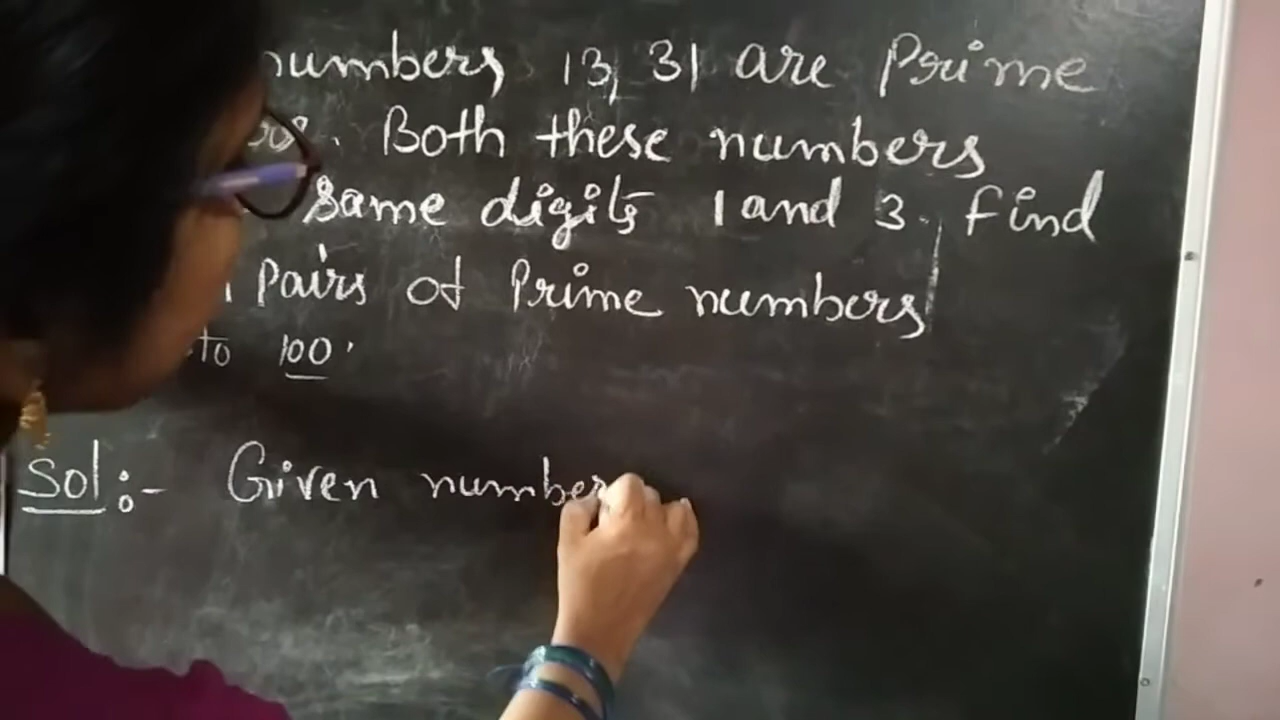 numbers 13, 31 are Prime
Both these numbers
same digits 1 and 3. Find
Pairs of Prime numbers
to 100.
Sol:- Given number